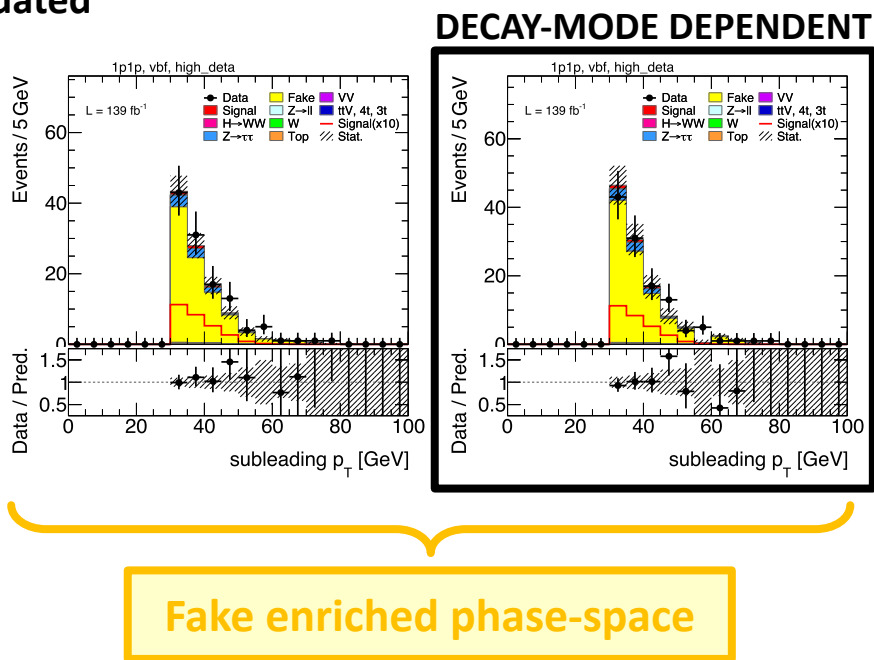 dated
DECAY-MODE DEPENDENT
1p1p, vbf, high_deta
L = 139 fb⁻¹
Data
Fake
VV
Signal
Z→ll
ttV, 4t, 3t
H→WW
W
Signal(x10)
Z→ττ
Top
Stat.
Events / 5 GeV
60
40
20
0
Data / Pred.
1.5
1
0.5
0 20 40 60 80 100
subleading p_T [GeV]
1p1p, vbf, high_deta
L = 139 fb⁻¹
Data
Fake
VV
Signal
Z→ll
ttV, 4t, 3t
H→WW
W
Signal(x10)
Z→ττ
Top
Stat.
Events / 5 GeV
60
40
20
0
Data / Pred.
1.5
1
0.5
0 20 40 60 80 100
subleading p_T [GeV]
Fake enriched phase-space